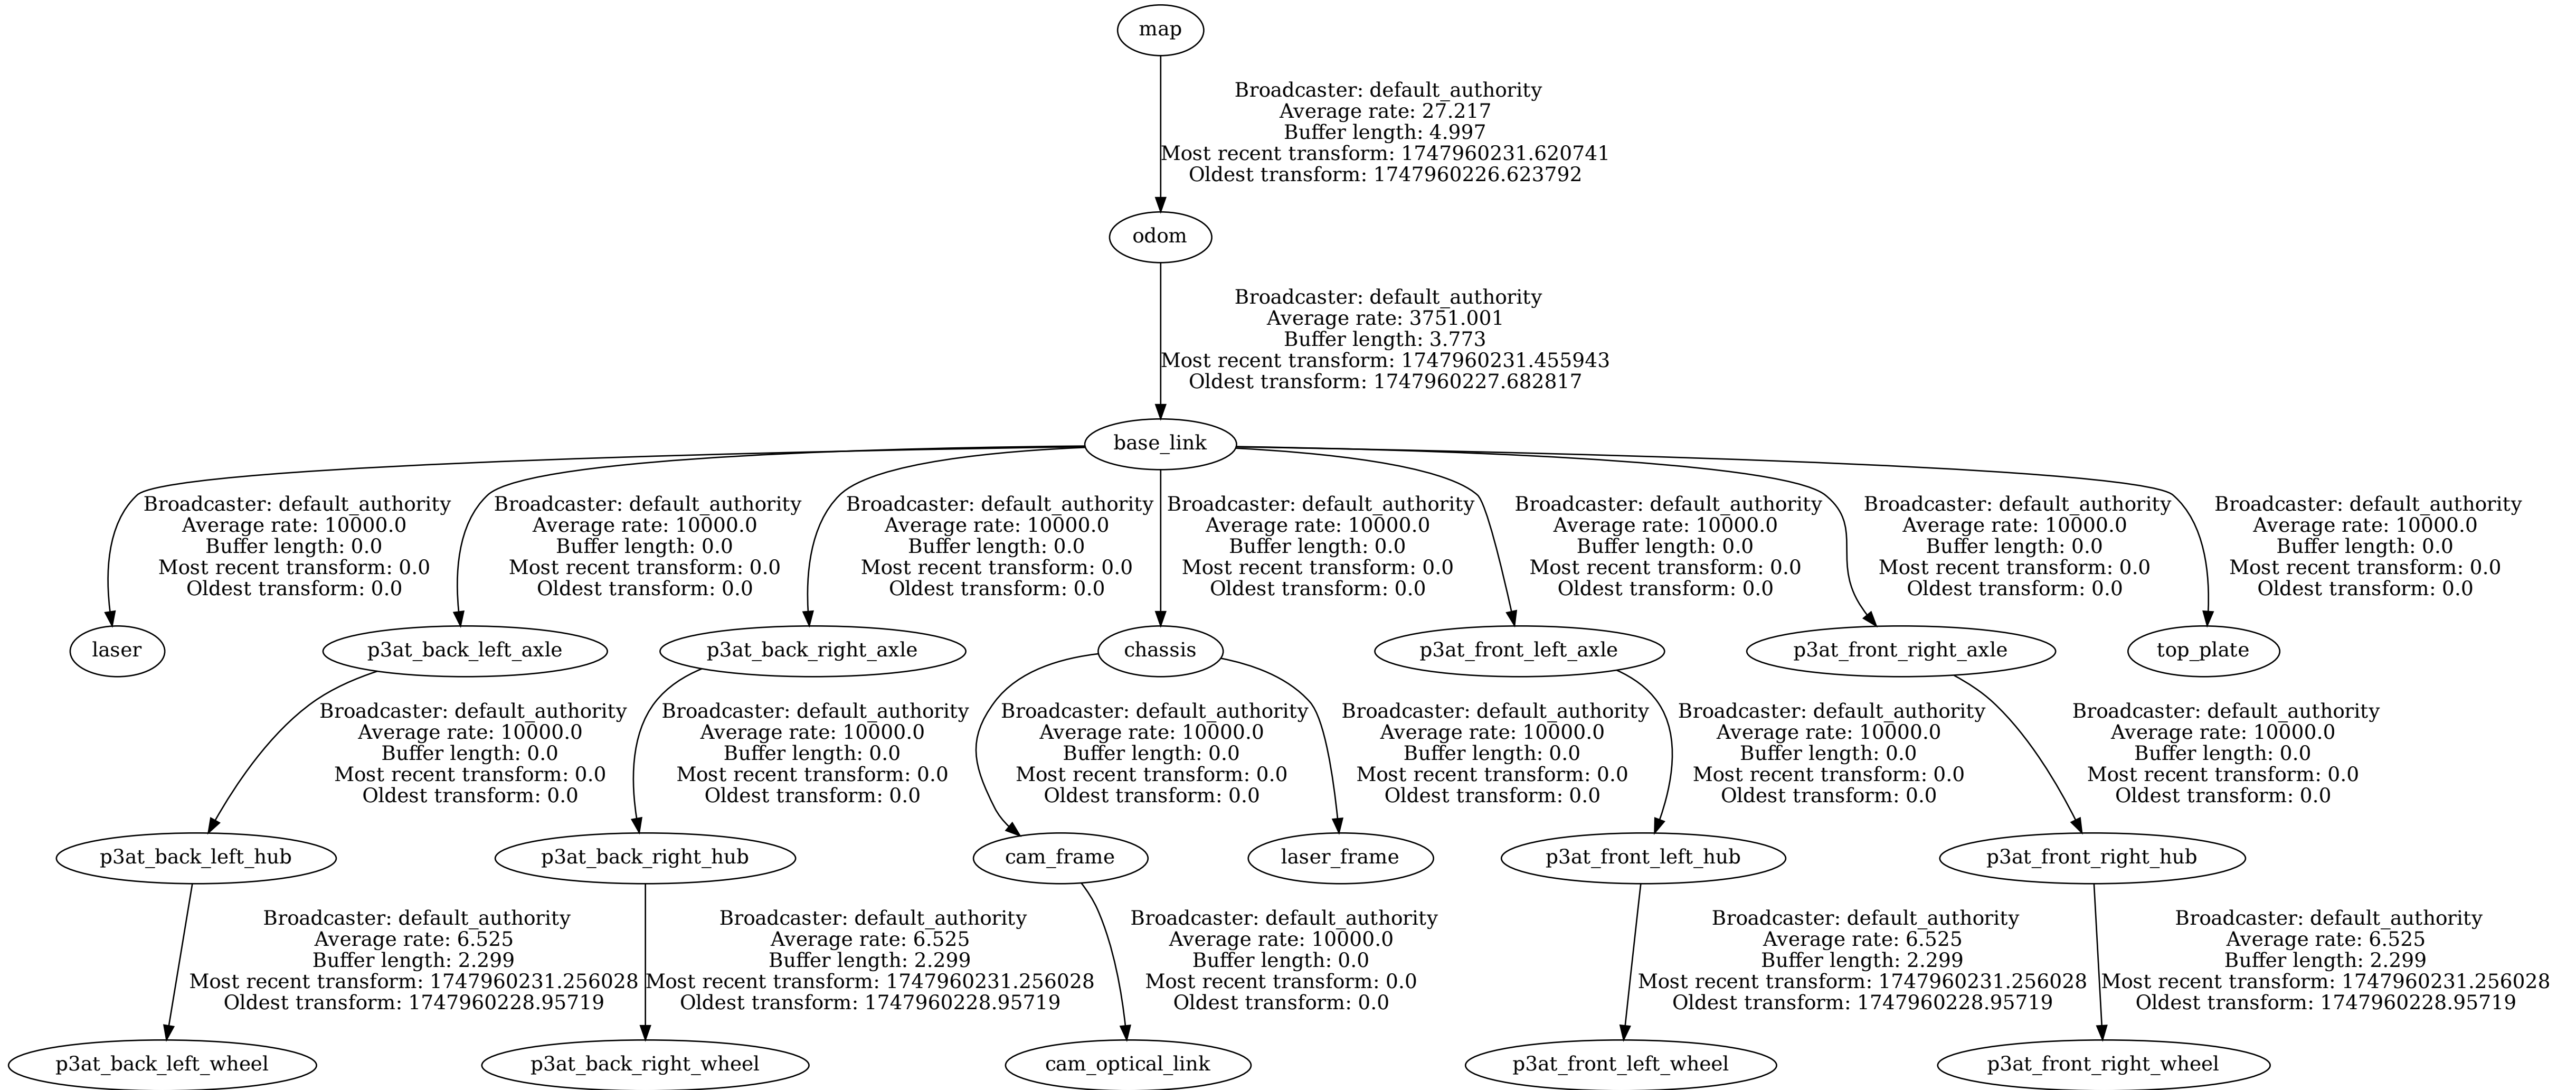 map
Broadcaster: default_authority
Average rate: 27.217
Buffer length: 4.997
Most recent transform: 1747960231.620741
Oldest transform: 1747960226.623792
odom
Broadcaster: default_authority
Average rate: 3751.001
Buffer length: 3.773
Most recent transform: 1747960231.455943
Oldest transform: 1747960227.682817
base_link
Broadcaster: default_authority
Average rate: 10000.0
Buffer length: 0.0
Most recent transform: 0.0
Oldest transform: 0.0
Broadcaster: default_authority
Average rate: 10000.0
Buffer length: 0.0
Most recent transform: 0.0
Oldest transform: 0.0
Broadcaster: default_authority
Average rate: 10000.0
Buffer length: 0.0
Most recent transform: 0.0
Oldest transform: 0.0
Broadcaster: default_authority
Average rate: 10000.0
Buffer length: 0.0
Most recent transform: 0.0
Oldest transform: 0.0
Broadcaster: default_authority
Average rate: 10000.0
Buffer length: 0.0
Most recent transform: 0.0
Oldest transform: 0.0
Broadcaster: default_authority
Average rate: 10000.0
Buffer length: 0.0
Most recent transform: 0.0
Oldest transform: 0.0
Broadcaster: default_authority
Average rate: 10000.0
Buffer length: 0.0
Most recent transform: 0.0
Oldest transform: 0.0
laser
p3at_back_left_axle
p3at_back_right_axle
chassis
p3at_front_left_axle
p3at_front_right_axle
top_plate
Broadcaster: default_authority
Average rate: 10000.0
Buffer length: 0.0
Most recent transform: 0.0
Oldest transform: 0.0
Broadcaster: default_authority
Average rate: 10000.0
Buffer length: 0.0
Most recent transform: 0.0
Oldest transform: 0.0
Broadcaster: default_authority
Average rate: 10000.0
Buffer length: 0.0
Most recent transform: 0.0
Oldest transform: 0.0
Broadcaster: default_authority
Average rate: 10000.0
Buffer length: 0.0
Most recent transform: 0.0
Oldest transform: 0.0
Broadcaster: default_authority
Average rate: 10000.0
Buffer length: 0.0
Most recent transform: 0.0
Oldest transform: 0.0
Broadcaster: default_authority
Average rate: 10000.0
Buffer length: 0.0
Most recent transform: 0.0
Oldest transform: 0.0
p3at_back_left_hub
p3at_back_right_hub
cam_frame
laser_frame
p3at_front_left_hub
p3at_front_right_hub
Broadcaster: default_authority
Average rate: 6.525
Buffer length: 2.299
Most recent transform: 1747960231.256028
Oldest transform: 1747960228.95719
Broadcaster: default_authority
Average rate: 6.525
Buffer length: 2.299
Most recent transform: 1747960231.256028
Oldest transform: 1747960228.95719
Broadcaster: default_authority
Average rate: 10000.0
Buffer length: 0.0
Most recent transform: 0.0
Oldest transform: 0.0
Broadcaster: default_authority
Average rate: 6.525
Buffer length: 2.299
Most recent transform: 1747960231.256028
Oldest transform: 1747960228.95719
Broadcaster: default_authority
Average rate: 6.525
Buffer length: 2.299
Most recent transform: 1747960231.256028
Oldest transform: 1747960228.95719
p3at_back_left_wheel
p3at_back_right_wheel
cam_optical_link
p3at_front_left_wheel
p3at_front_right_wheel